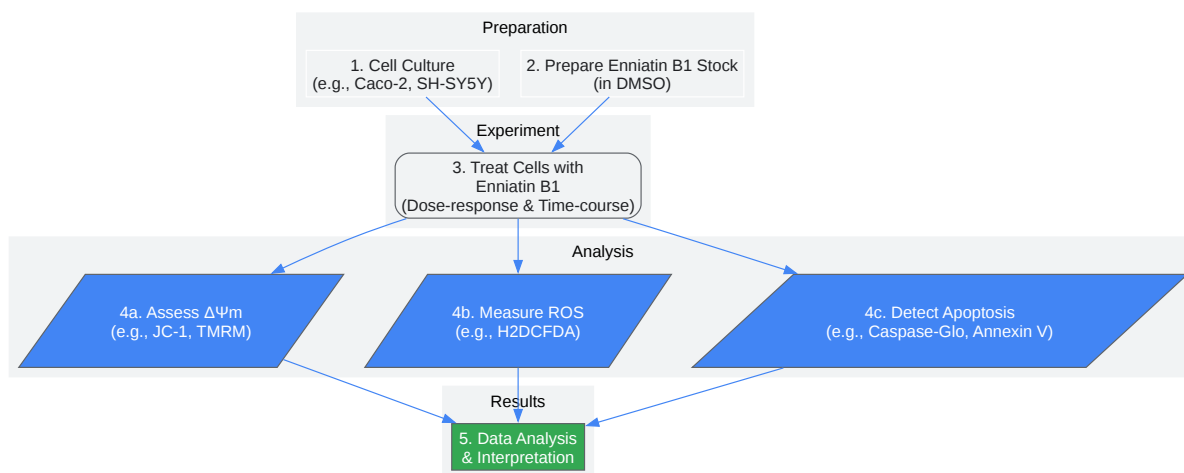 Preparation
1. Cell Culture
(e.g., Caco-2, SH-SY5Y)
2. Prepare Enniatin B1 Stock
(in DMSO)
Experiment
3. Treat Cells with
Enniatin B1
(Dose-response & Time-course)
Analysis
4a. Assess ΔΨm
(e.g., JC-1, TMRM)
4b. Measure ROS
(e.g., H2DCFDA)
4c. Detect Apoptosis
(e.g., Caspase-Glo, Annexin V)
Results
5. Data Analysis
& Interpretation